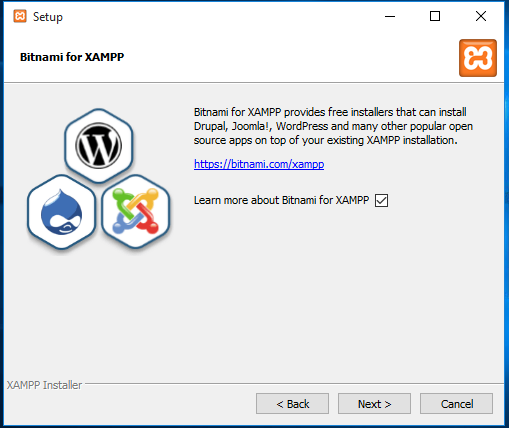 Setup
Bitnami for XAMPP
Bitnami for XAMPP provides free installers that can install
Drupal, Joomla!, WordPress and many other popular open
source apps on top of your existing XAMPP installation.
https://bitnami.com/xampp
Learn more about Bitnami for XAMPP
XAMPP Installer
< Back
Next >
Cancel